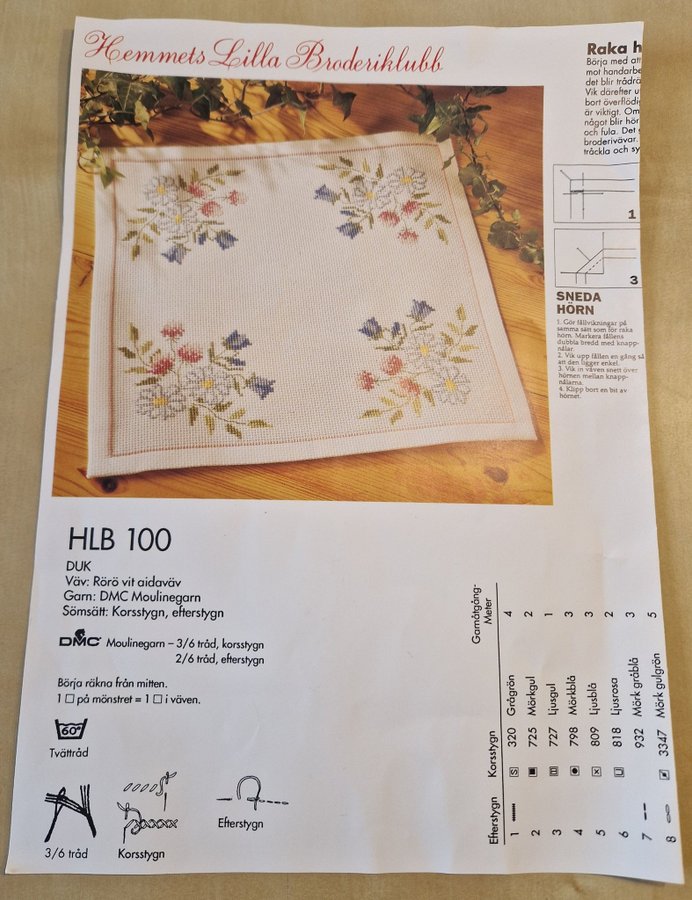 Hemmets Lilla Broderiklubb
Raka h
Börja med att
mot handarbe
det blir trådra
Vik därefter u
bort överflödi
är viktigt. Om
något blir hör
och fula. Det
broderivävar.
tråckla och sy
1
3
SNEDA
HÖRN
1. Gör fållvikningar på
samma sätt som för raka
hörn. Markera fållens
dubbla bredd med knapp-
nålar.
2. Vik upp fållen en gång så
att den ligger enkel.
3. Vik in väven snett över
hörnen mellan knapp-
nålarna.
4. Klipp bort en bit av
hörnet.
HLB 100
DUK
Väv: Rörö vit aidaväv
Garn: DMC Moulinegarn
Sömsätt: Korsstygn, efterstygn
DMC Moulinegarn – 3/6 tråd, korsstygn
2/6 tråd, efterstygn
Börja räkna från mitten.
1 □ på mönstret = 1 □ i väven.
60°
Tvättråd
3/6 tråd
Korsstygn
Efterstygn
Efterstygn Korsstygn Garnåtgång-
Meter
1 S 320 Grågrön 4
2 725 Mörkgul 2
3 727 Ljusgul 1
4 798 Mörkblå 3
5 809 Ljusblå 3
6 818 Ljusrosa 2
7 932 Mörk gråblå 3
8 3347 Mörk gulgrön 5